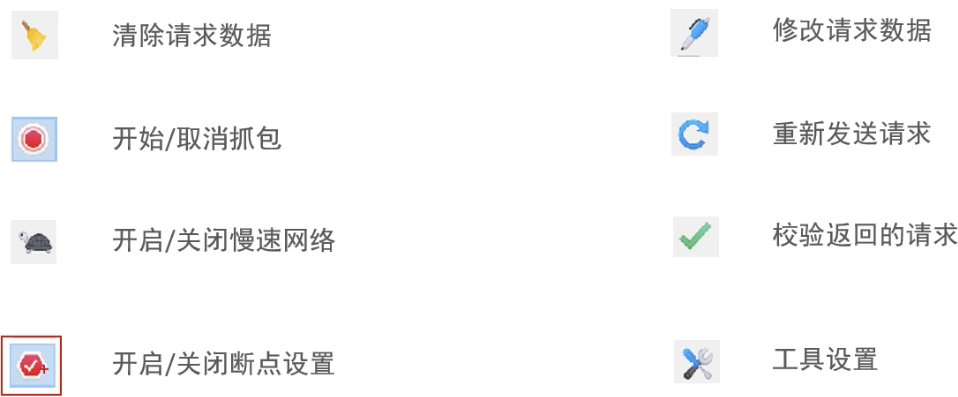 清除请求数据
修改请求数据
开始/取消抓包
重新发送请求
开启/关闭慢速网络
校验返回的请求
开启/关闭断点设置
工具设置